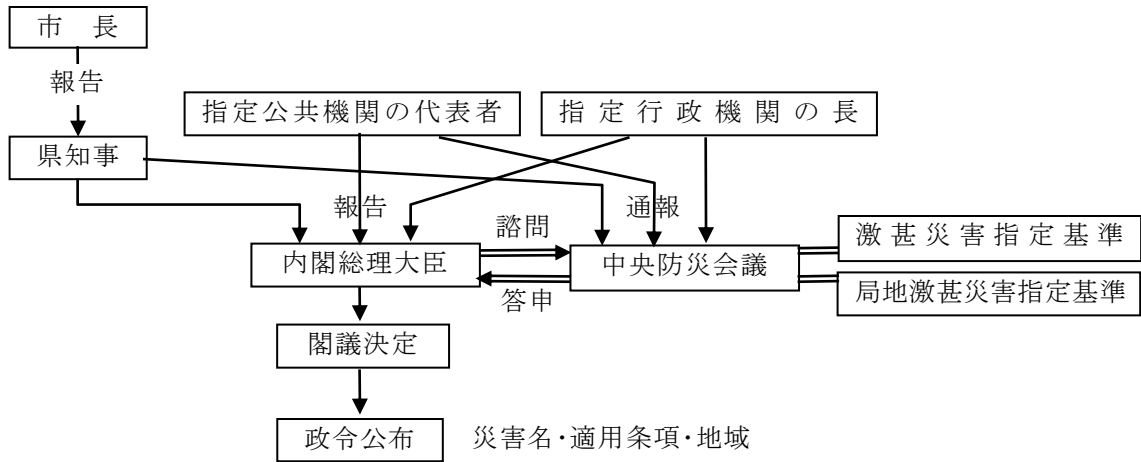 市　長
報告
指定公共機関の代表者
指定行政機関の長
県知事
報告
通報
諮問
激甚災害指定基準
内閣総理大臣
中央防災会議
答申
局地激甚災害指定基準
閣議決定
政令公布
災害名・適用条項・地域